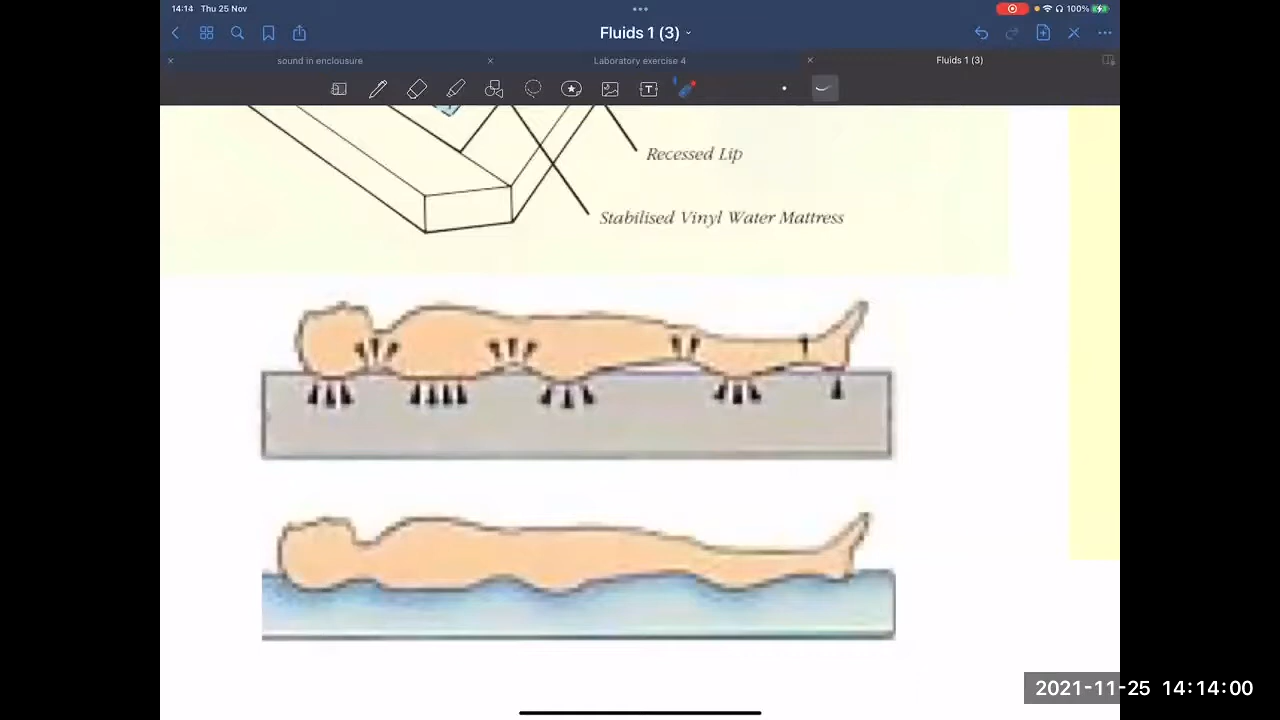 14:14 Thu 25 Nov
100%
Fluids 1 (3)
sound in enclousure
Laboratory exercise 4
Fluids 1 (3)
T
Recessed Lip
Stabilised Vinyl Water Mattress
2021-11-25 14:14:00